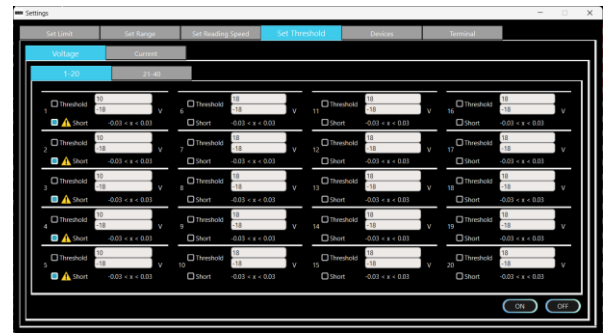 Settings
Set Limit Set Range Set Reading Speed Set Threshold Devices Terminal
Voltage Current
1-20 21-40
1 Threshold 10 -18 V
Short -0.03 < x < 0.03
2 Threshold 10 -18 V
Short -0.03 < x < 0.03
3 Threshold 10 -18 V
Short -0.03 < x < 0.03
4 Threshold 10 -18 V
Short -0.03 < x < 0.03
5 Threshold 10 -18 V
Short -0.03 < x < 0.03
6 Threshold 18 -18 V
Short -0.03 < x < 0.03
7 Threshold 18 -18 V
Short -0.03 < x < 0.03
8 Threshold 18 -18 V
Short -0.03 < x < 0.03
9 Threshold 18 -18 V
Short -0.03 < x < 0.03
10 Threshold 18 -18 V
Short -0.03 < x < 0.03
11 Threshold 18 -18 V
Short -0.03 < x < 0.03
12 Threshold 18 -18 V
Short -0.03 < x < 0.03
13 Threshold 18 -18 V
Short -0.03 < x < 0.03
14 Threshold 18 -18 V
Short -0.03 < x < 0.03
15 Threshold 18 -18 V
Short -0.03 < x < 0.03
16 Threshold 18 -18 V
Short -0.03 < x < 0.03
17 Threshold 18 -18 V
Short -0.03 < x < 0.03
18 Threshold 18 -18 V
Short -0.03 < x < 0.03
19 Threshold 18 -18 V
Short -0.03 < x < 0.03
20 Threshold 18 -18 V
Short -0.03 < x < 0.03
ON OFF